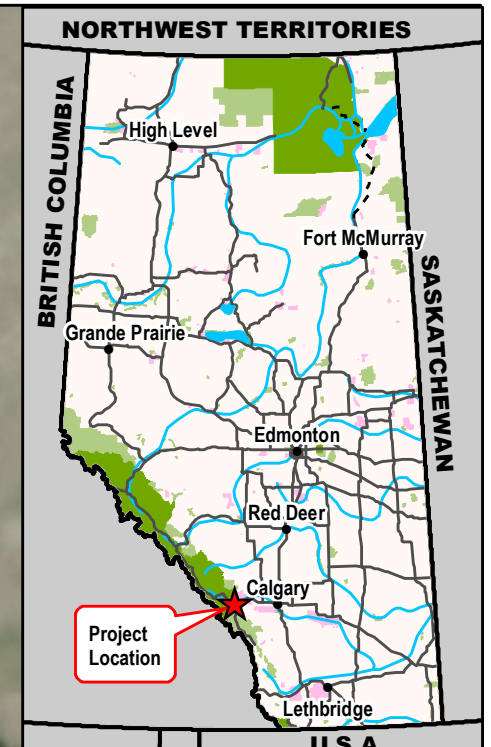 NORTHWEST TERRITORIES
BRITISH COLUMBIA
High Level
Fort McMurray
SASKATCHEWAN
Grande Prairie
Edmonton
Red Deer
Calgary
Project
Location
Lethbridge
U.S.A